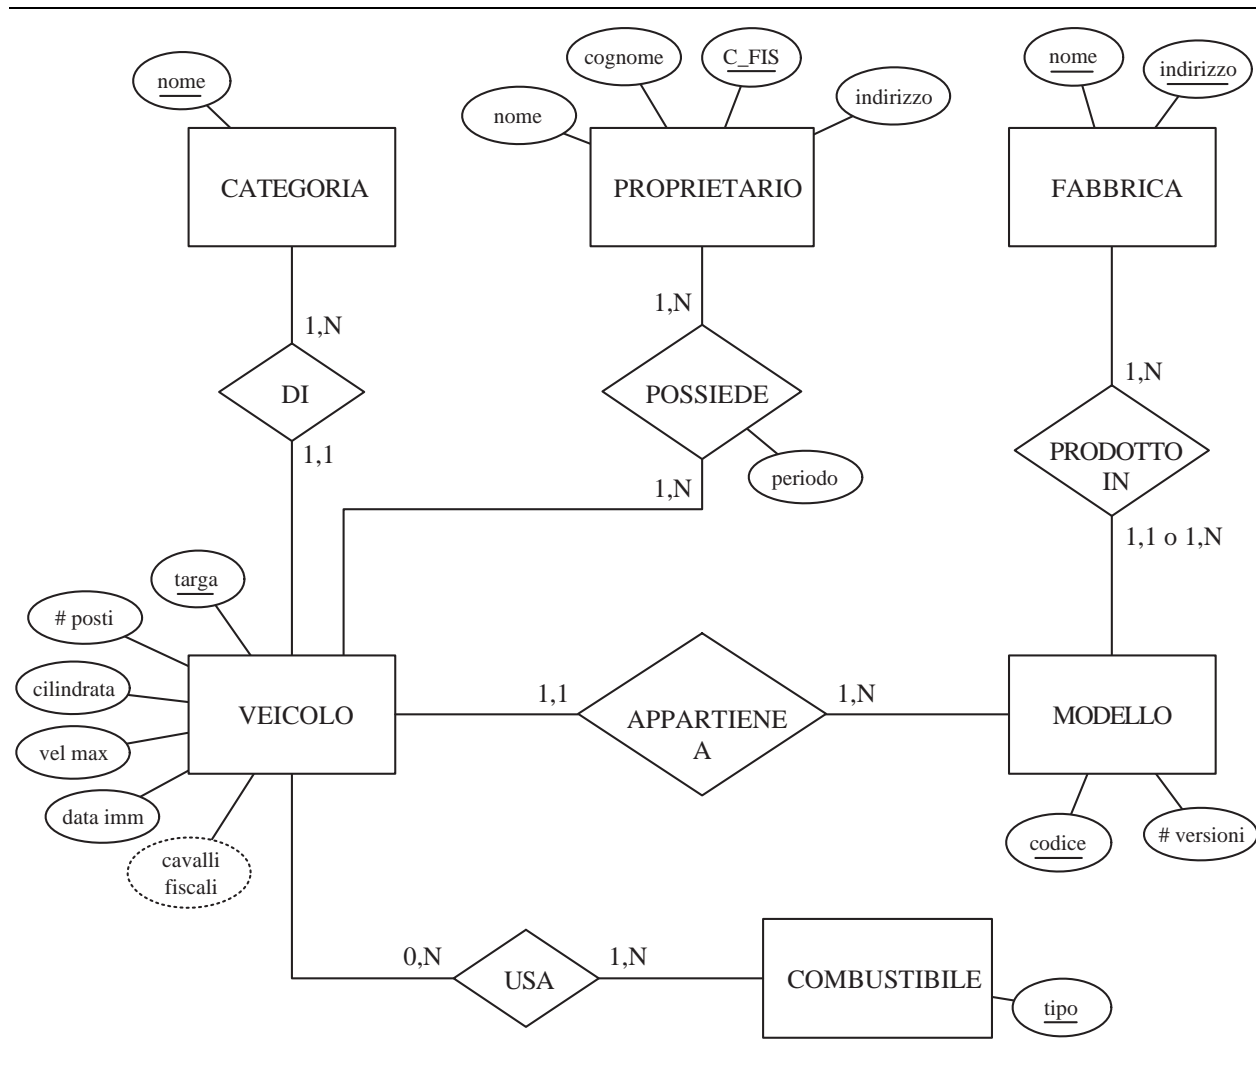 cognome
C_FIS
nome
indirizzo
nome
indirizzo
nome
CATEGORIA
PROPRIETARIO
FABBRICA
1,N
1,N
1,N
DI
POSSIEDE
PRODOTTO
IN
1,1
1,N
periodo
1,1 o 1,N
targa
# posti
cilindrata
vel max
data imm
cavalli
fiscali
VEICOLO
1,1
APPARTIENE
A
1,N
MODELLO
codice
# versioni
0,N
USA
1,N
COMBUSTIBILE
tipo